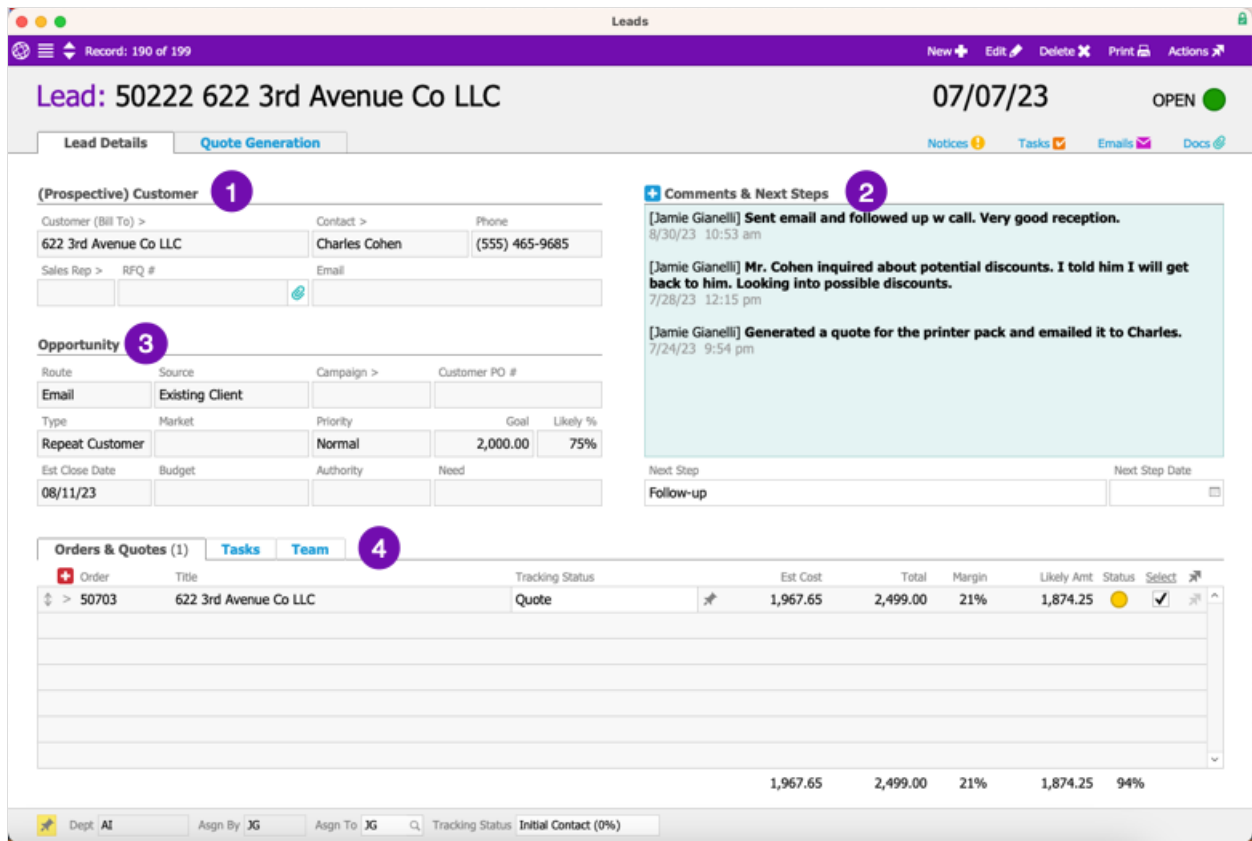 Leads
Record: 190 of 199 New Edit Delete Print Actions
Lead: 50222 622 3rd Avenue Co LLC 07/07/23 OPEN
Lead Details Quote Generation Notices Tasks Emails Docs
(Prospective) Customer 1
Customer (Bill To) > Contact > Phone
622 3rd Avenue Co LLC Charles Cohen (555) 465-9685
Sales Rep > RFQ # Email
Opportunity 3
Route Source Campaign > Customer PO #
Email Existing Client
Type Market Priority Goal Likely %
Repeat Customer Normal 2,000.00 75%
Est Close Date Budget Authority Need
08/11/23
Comments & Next Steps 2
[Jamie Gianelli] Sent email and followed up w call. Very good reception.
8/30/23 10:53 am
[Jamie Gianelli] Mr. Cohen inquired about potential discounts. I told him I will get
back to him. Looking into possible discounts.
7/28/23 12:15 pm
[Jamie Gianelli] Generated a quote for the printer pack and emailed it to Charles.
7/24/23 9:54 pm
Next Step Next Step Date
Follow-up
Orders & Quotes (1) Tasks Team 4
Order Title Tracking Status Est Cost Total Margin Likely Amt Status Select
> 50703 622 3rd Avenue Co LLC Quote 1,967.65 2,499.00 21% 1,874.25
1,967.65 2,499.00 21% 1,874.25 94%
Dept AI Asgn By JG Asgn To JG Tracking Status Initial Contact (0%)